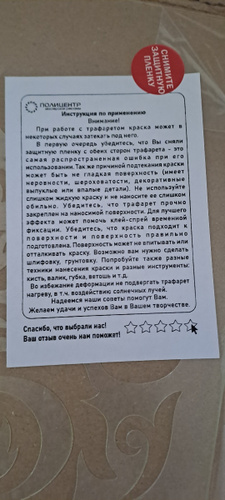 СНИМИТЕ
ЗАЩИТНУЮ
ПЛЕНКУ
ПОЛИЦЕНТР
Инструкция по применению
Внимание!
При работе с трафаретом краска может в
некоторых случаях затекать под него.
В первую очередь убедитесь, что Вы сняли
защитную пленку с обеих сторон трафарета – это
самая распространенная ошибка при его
использовании. Так же причиной подтекания краски
может быть не гладкая поверхность (имеет
неровности, шероховатости, декоративные
выпуклые или впалые детали). Не используйте
слишком жидкую краску и не наносите ее слишком
обильно. Убедитесь, что трафарет прочно
закреплен на наносимой поверхности. Для лучшего
эффекта может помочь клей-спрей временной
фиксации. Убедитесь, что краска подходит к
поверхности и поверхность правильно
подготовлена. Поверхность может не впитывать или
отталкивать краску. Возможно вам нужно сделать
шлифовку, грунтовку. Попробуйте также разные
техники нанесения краски и разные инструменты:
кисть, валик, губка, ветошь и т.д.
Во избежание деформации не подвергать трафарет
нагреву, в т.ч. воздействию солнечных лучей.
Надеемся наши советы помогут Вам.
Желаем удачи и успехов Вам в Вашем творчестве.
Спасибо, что выбрали нас!
Ваш отзыв очень нам поможет!